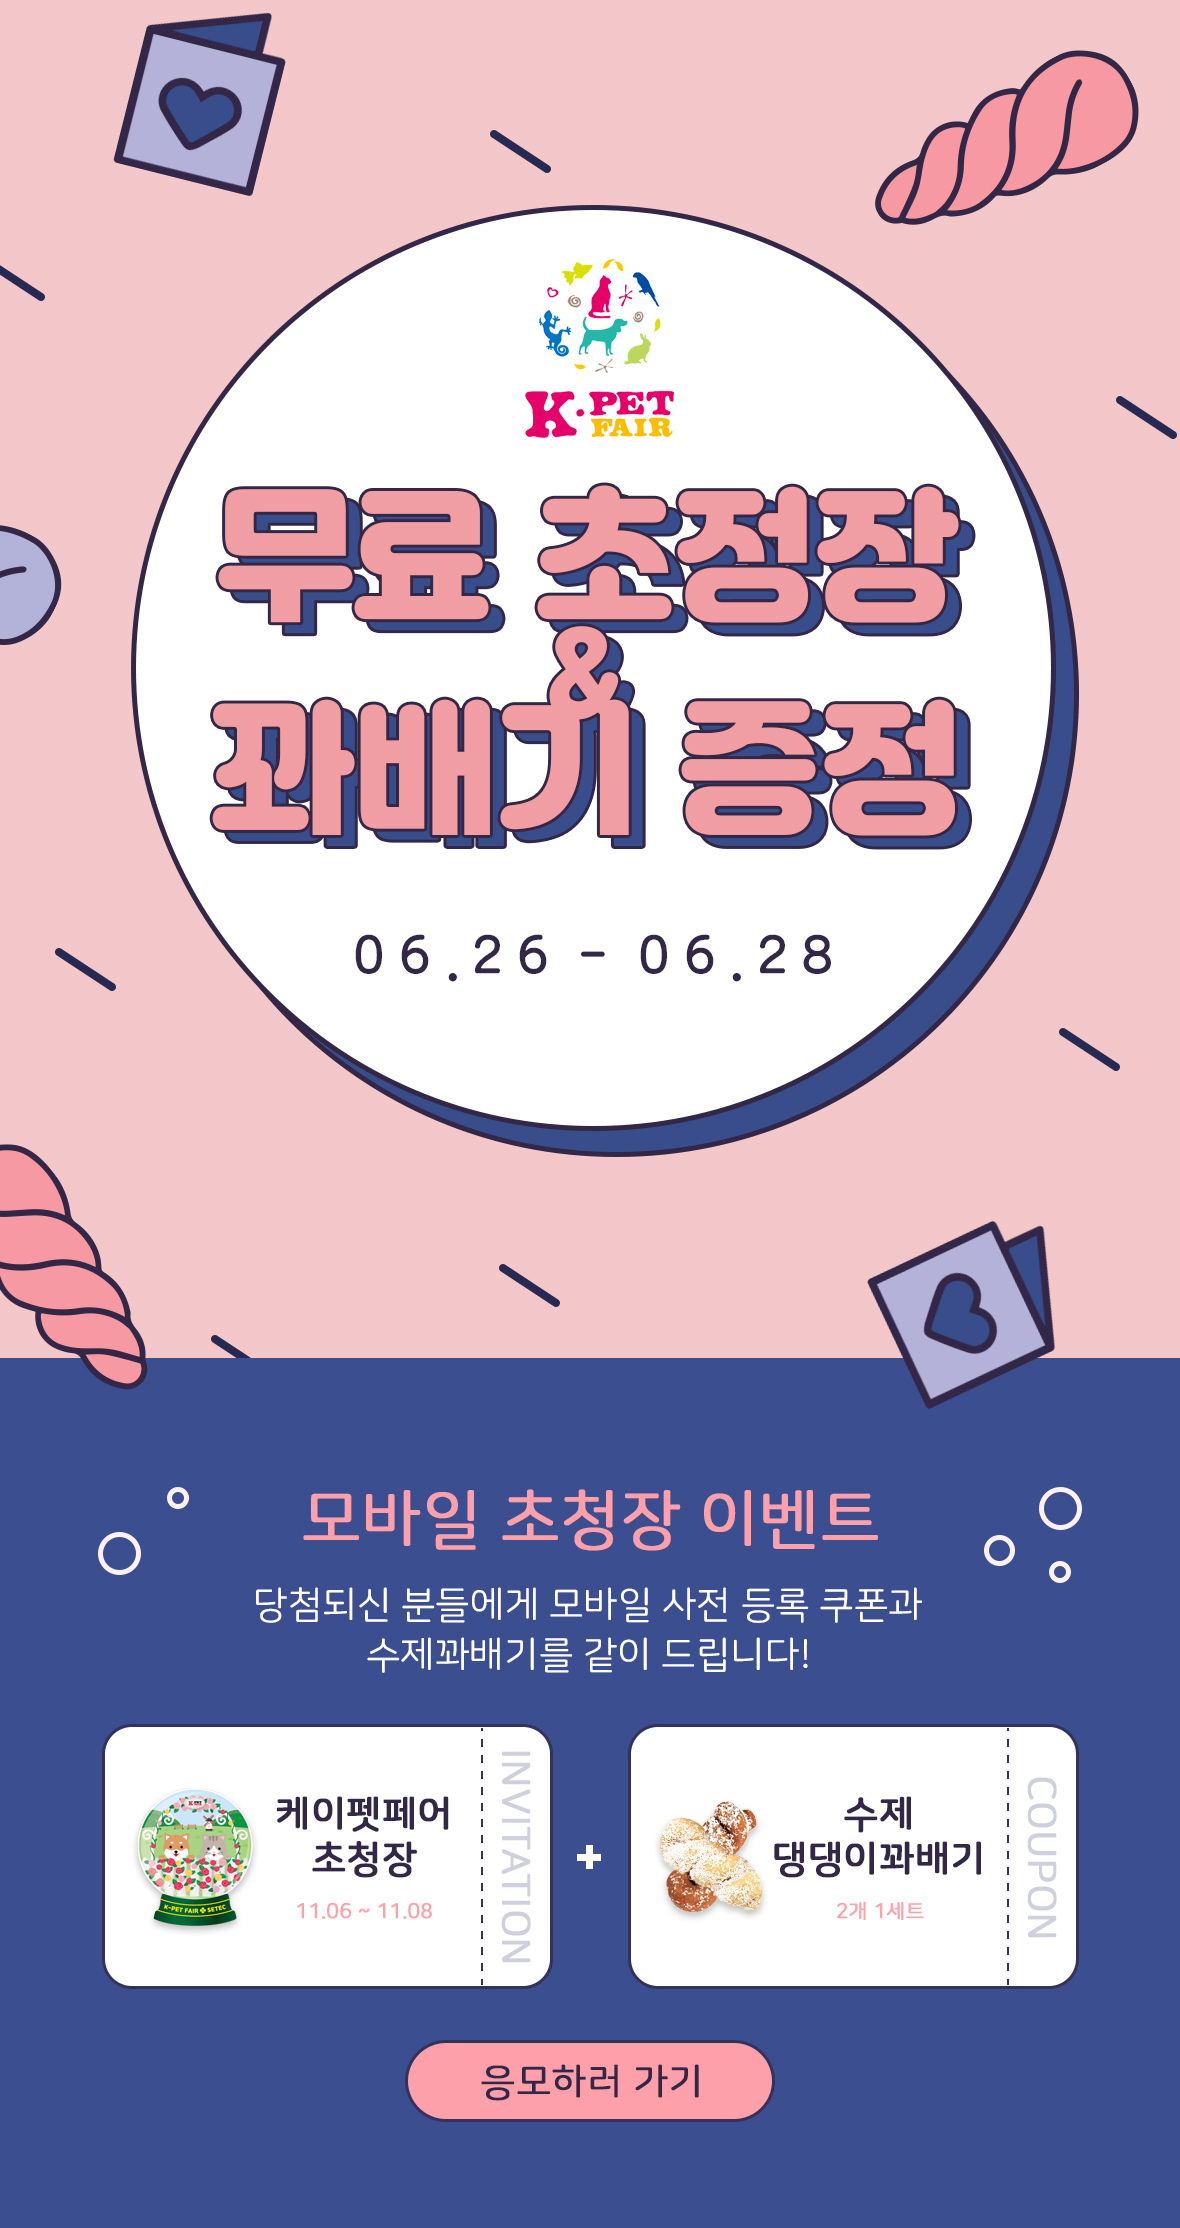 K·PET
FAIR
무료 초정장
&
꽈배기 증정
06.26 - 06.28
모바일 초청장 이벤트
당첨되신 분들에게 모바일 사전 등록 쿠폰과
수제꽈배기를 같이 드립니다!
케이펫페어
초청장
11.06 ~ 11.08
INVITATION
K-PET FAIR SETEC
수제
댕댕이꽈배기
2개 1세트
COUPON
응모하러 가기